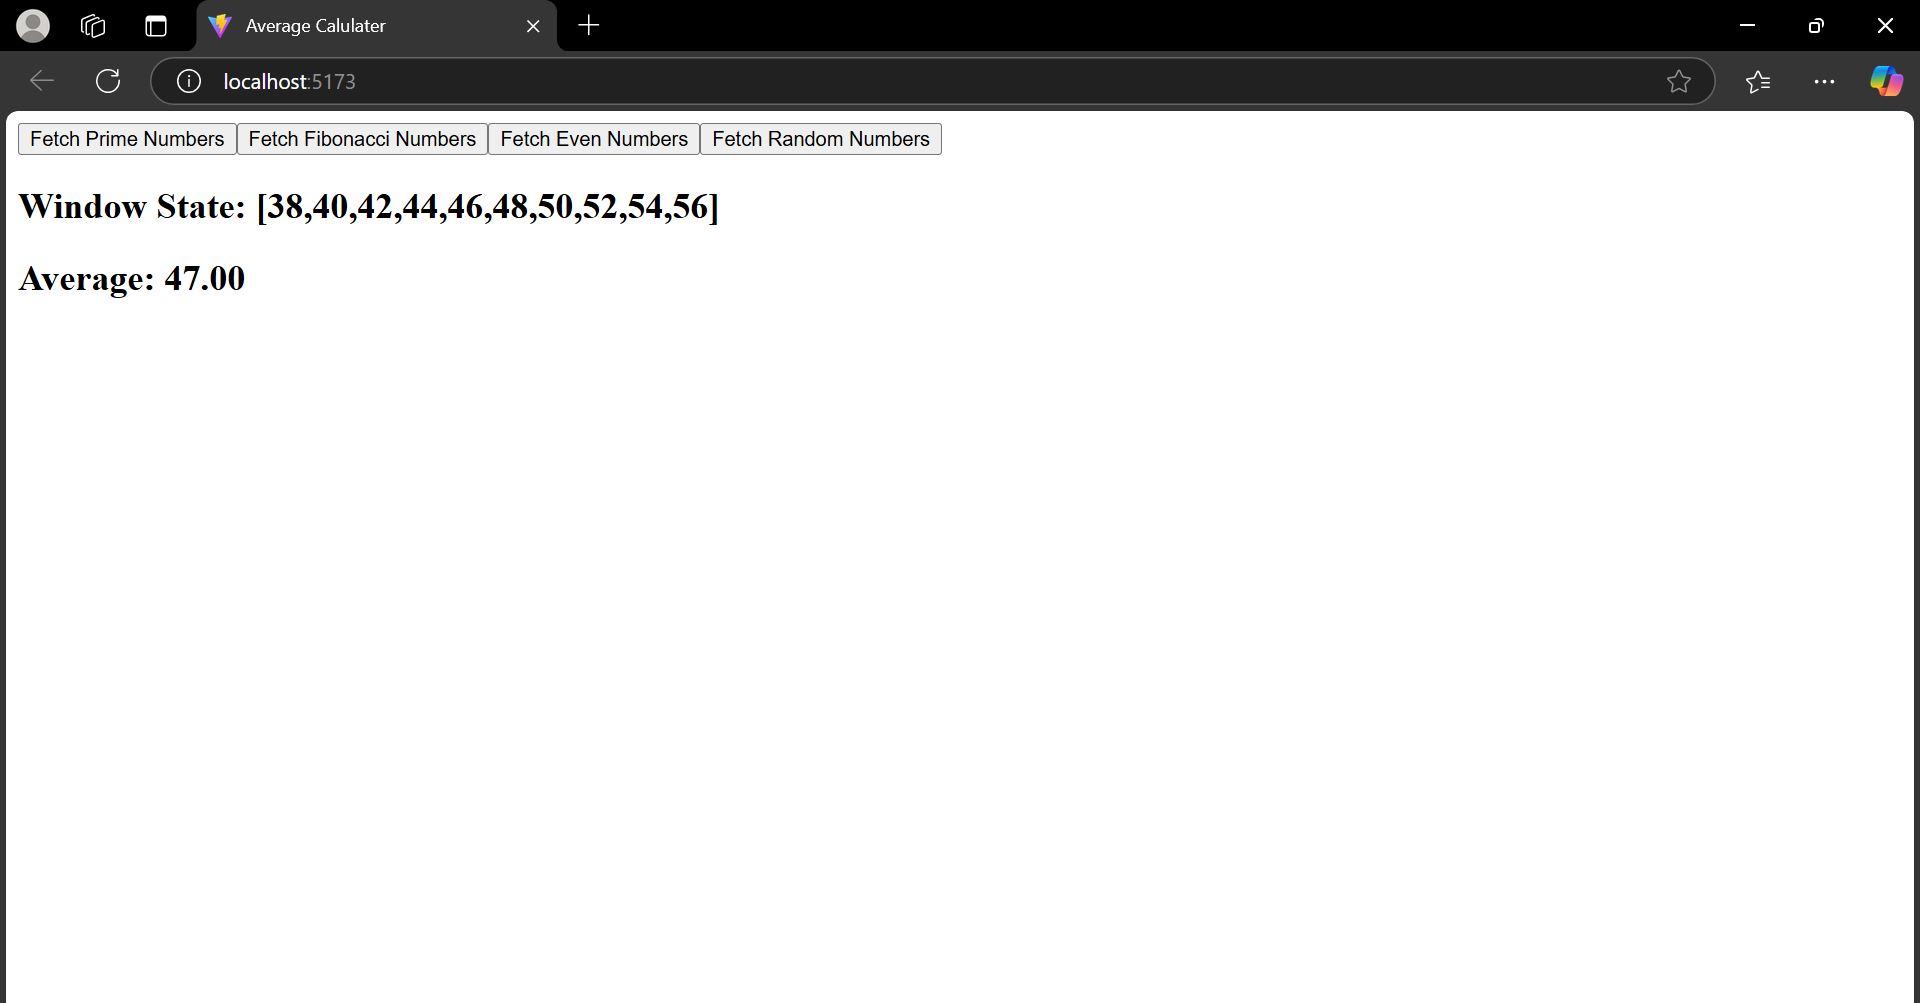 Average Calulater
localhost:5173
Fetch Prime Numbers Fetch Fibonacci Numbers Fetch Even Numbers Fetch Random Numbers
Window State: [38,40,42,44,46,48,50,52,54,56]
Average: 47.00